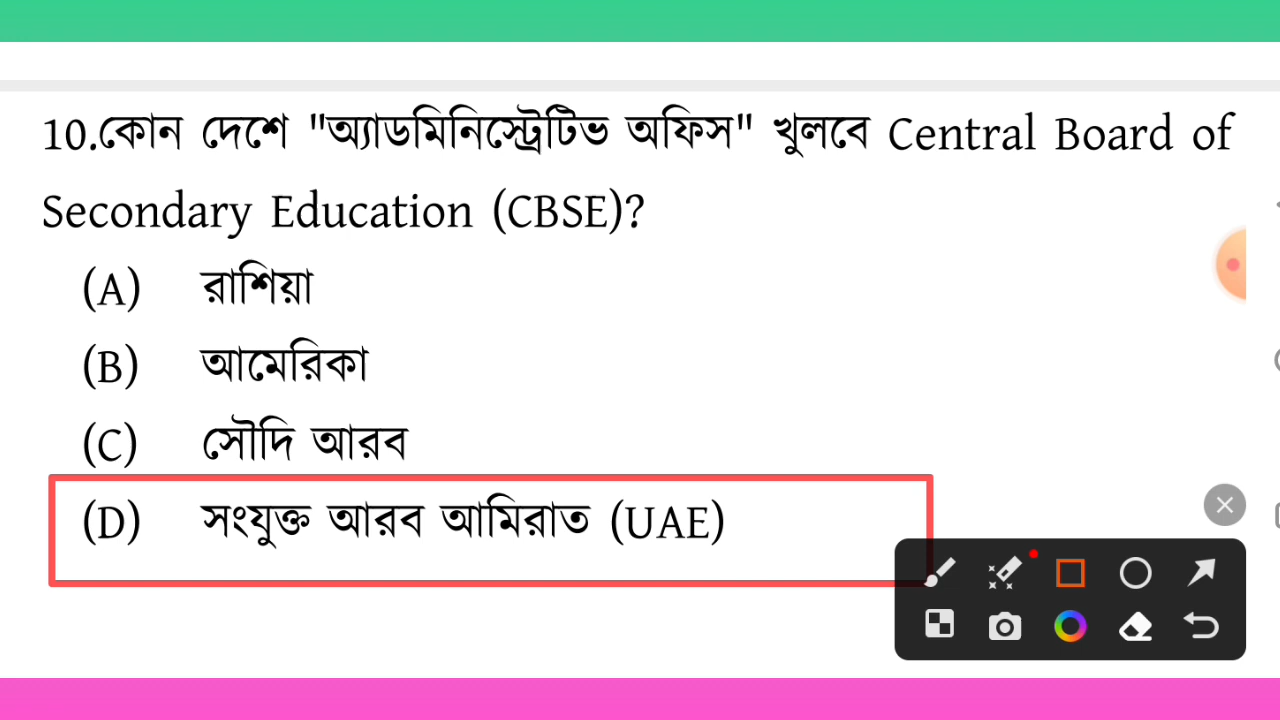 10.কোন দেশে "অ্যাডমিনিস্ট্রেটিভ অফিস" খুলবে Central Board of
Secondary Education (CBSE)?
(A) রাশিয়া
(B) আমেরিকা
(C) সৌদি আরব
(D) সংযুক্ত আরব আমিরাত (UAE)